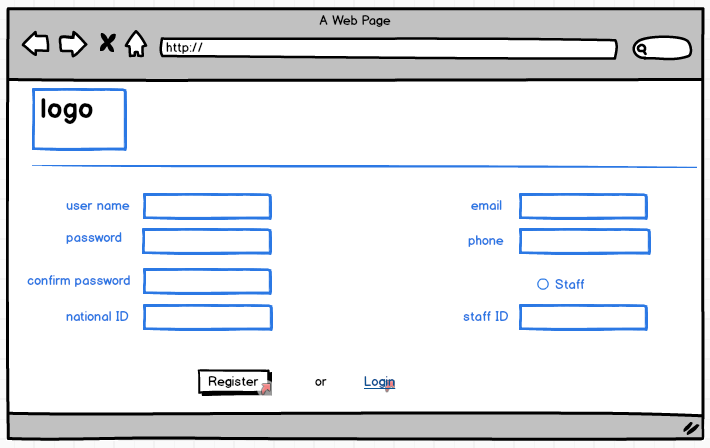 A Web Page
http://
logo
user name
email
password
phone
confirm password
Staff
national ID
staff ID
Register or Login